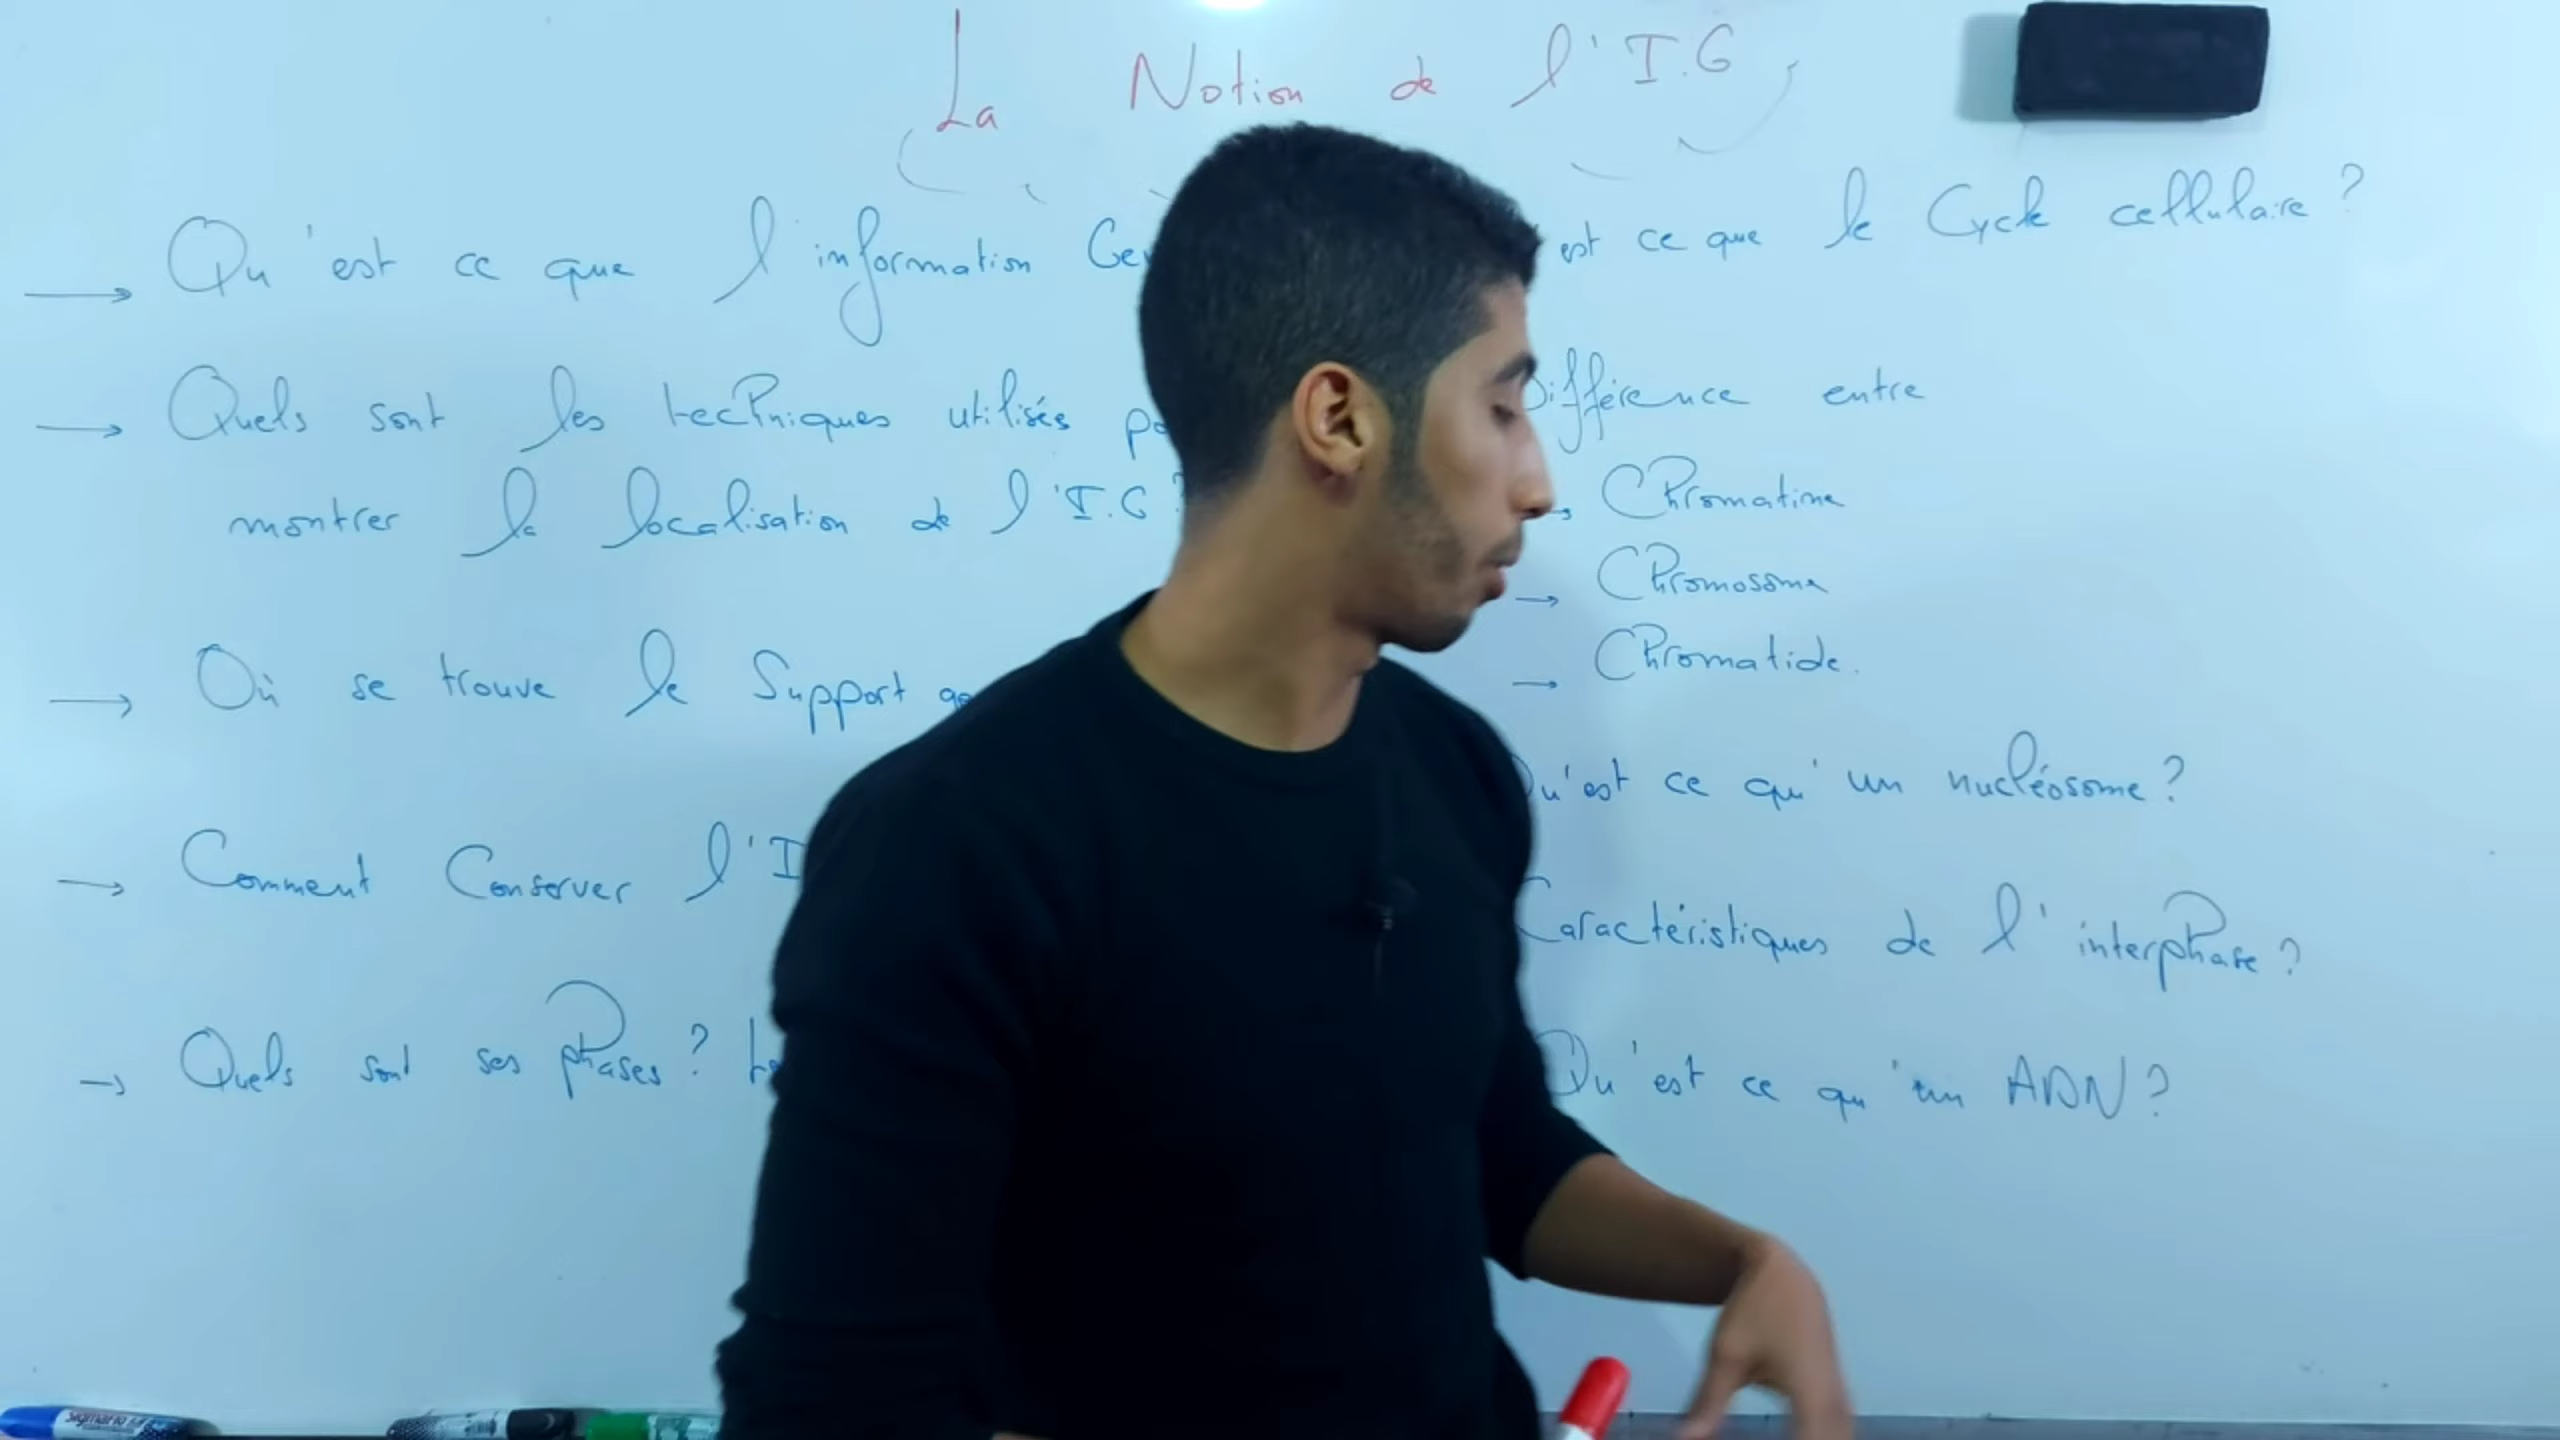 La Notion de l'I.G
Qu'est ce que l'information
Quels sont les techniques utilisés
montrer la localisation de l'I.G ?
Où se trouve le Support
Comment Conserver
Quels sont ses phases ?
est ce que le Cycle cellulaire ?
Différence entre
Chromatine
Chromosome
Chromatide.
Qu'est ce qu'un nucléosome ?
Caractéristiques de l'interphase ?
Qu'est ce qu'un ADN ?